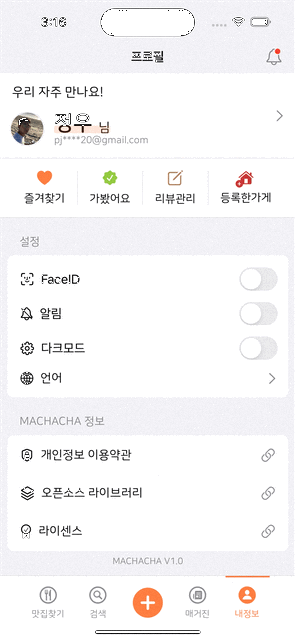 3:16
프로필
우리 자주 만나요!
정우 님
pj****20@gmail.com
즐겨찾기
가봤어요
리뷰관리
등록한가게
설정
FaceID
알림
다크모드
언어
MACHACHA 정보
개인정보 이용약관
오픈소스 라이브러리
라이센스
MACHACHA V1.0
맛집찾기
검색
매거진
내정보